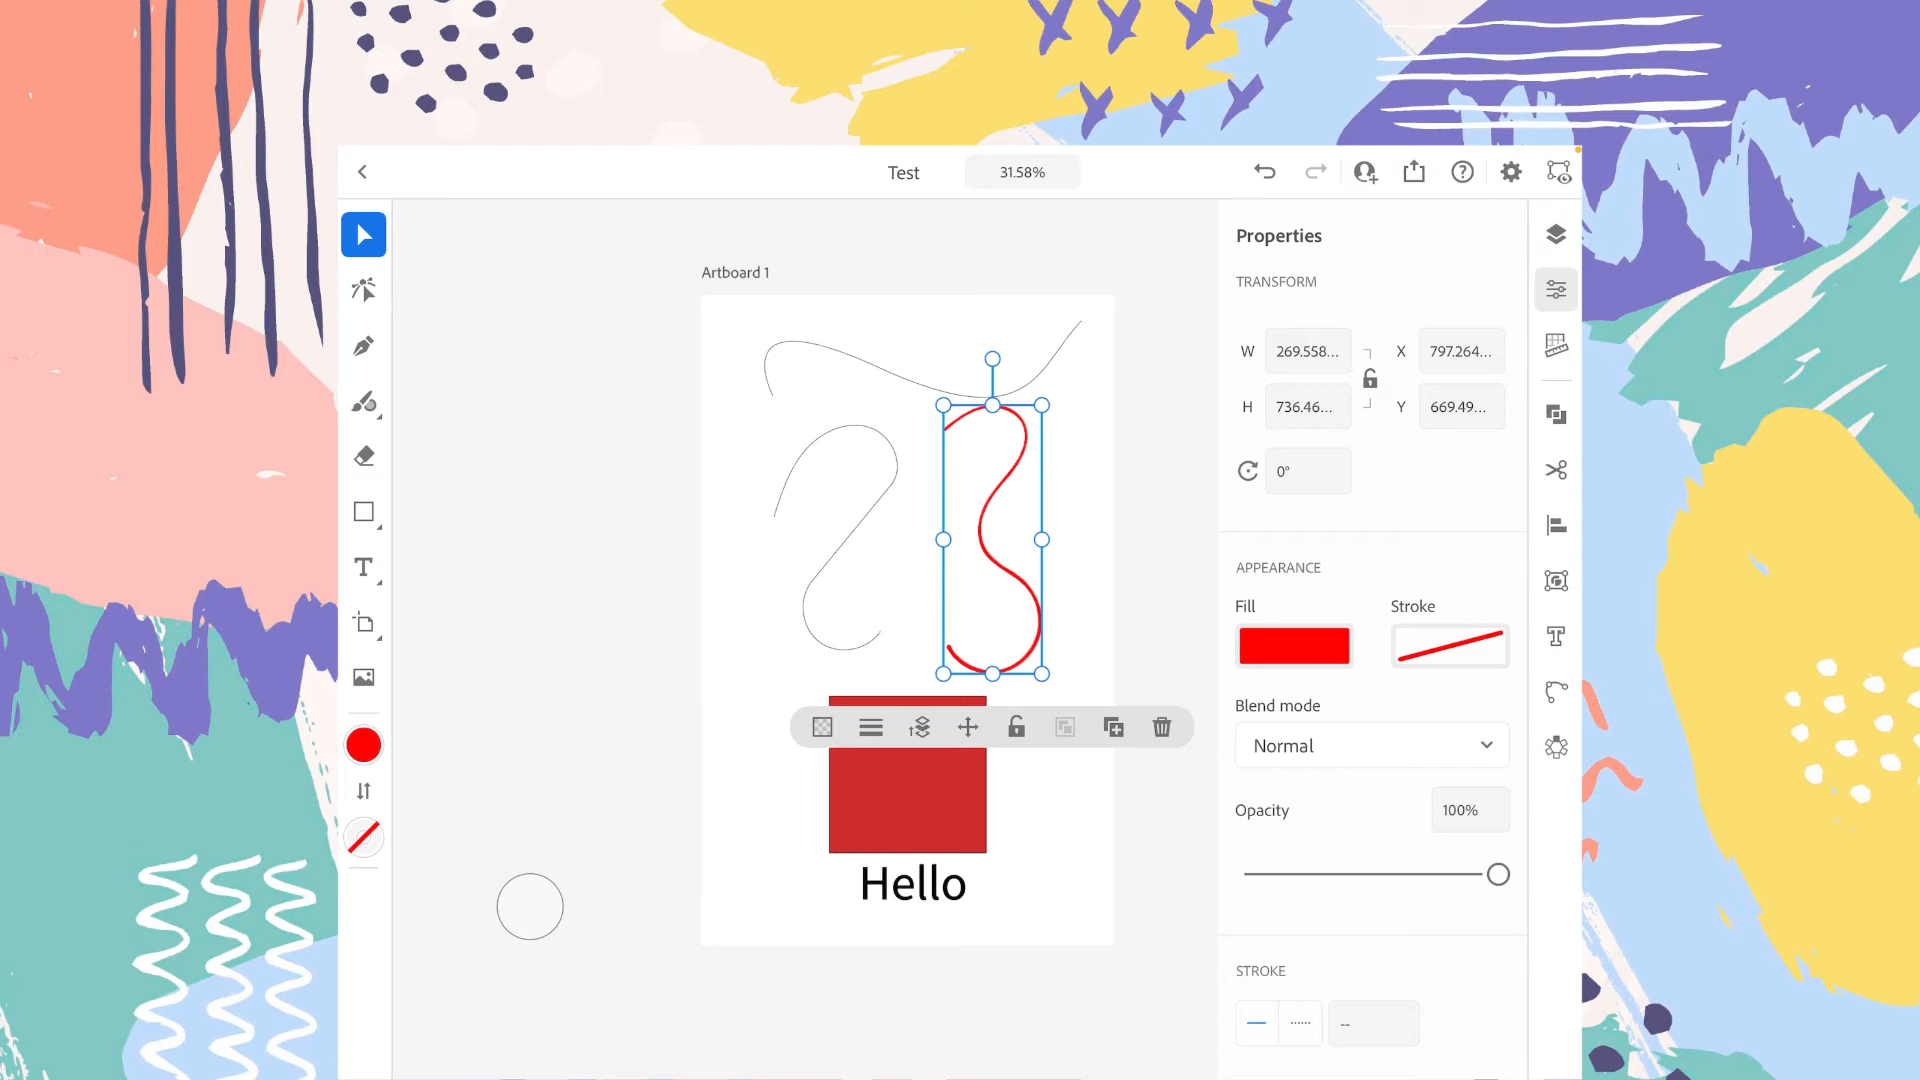 Test
31.58%
Artboard 1
Properties
TRANSFORM
W 269.558... X 797.264...
H 736.46... Y 669.49...
0°
APPEARANCE
Fill Stroke
Blend mode
Normal
Opacity 100%
STROKE
--
Hello